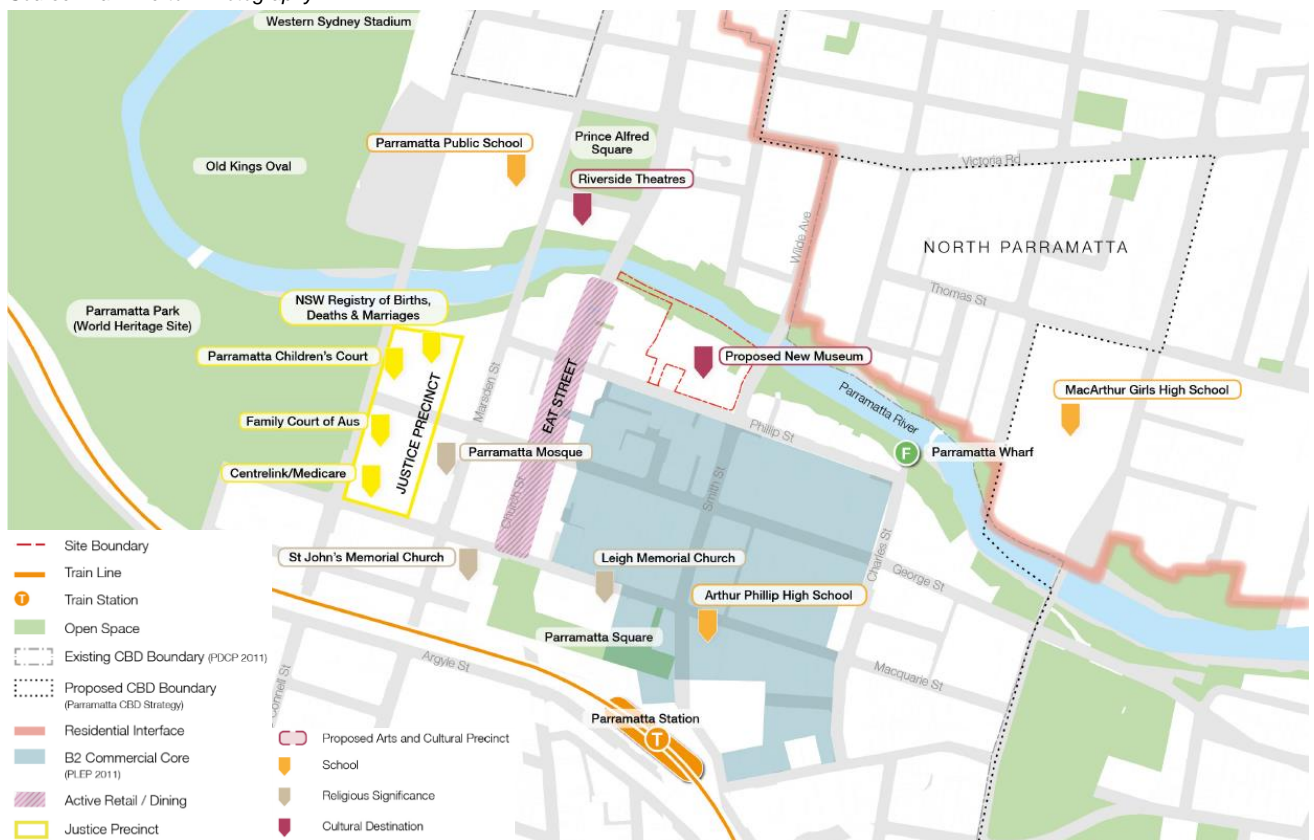 Western Sydney Stadium
Parramatta Public School
Prince Alfred
Square
Victoria Rd
Old Kings Oval
Riverside Theatres
Wilde Ave
NORTH PARRAMATTA
Thomas St
NSW Registry of Births,
Deaths & Marriages
Parramatta Park
(World Heritage Site)
Parramatta Children's Court
Proposed New Museum
Marsden St
EAT STREET
JUSTICE PRECINCT
Parramatta River
MacArthur Girls High School
Family Court of Aus
Phillip St
Parramatta Mosque
F
Parramatta Wharf
Centrelink/Medicare
Smith St
Church St
Charles St
St John's Memorial Church
Leigh Memorial Church
George St
Arthur Phillip High School
Parramatta Square
Argyle St
Macquarie St
Connell St
Parramatta Station
T
Site Boundary
Train Line
T
Train Station
Open Space
Existing CBD Boundary (PDCP 2011)
Proposed CBD Boundary
(Parramatta CBD Strategy)
Residential Interface
B2 Commercial Core
(PLEP 2011)
Active Retail / Dining
Justice Precinct
Proposed Arts and Cultural Precinct
School
Religious Significance
Cultural Destination